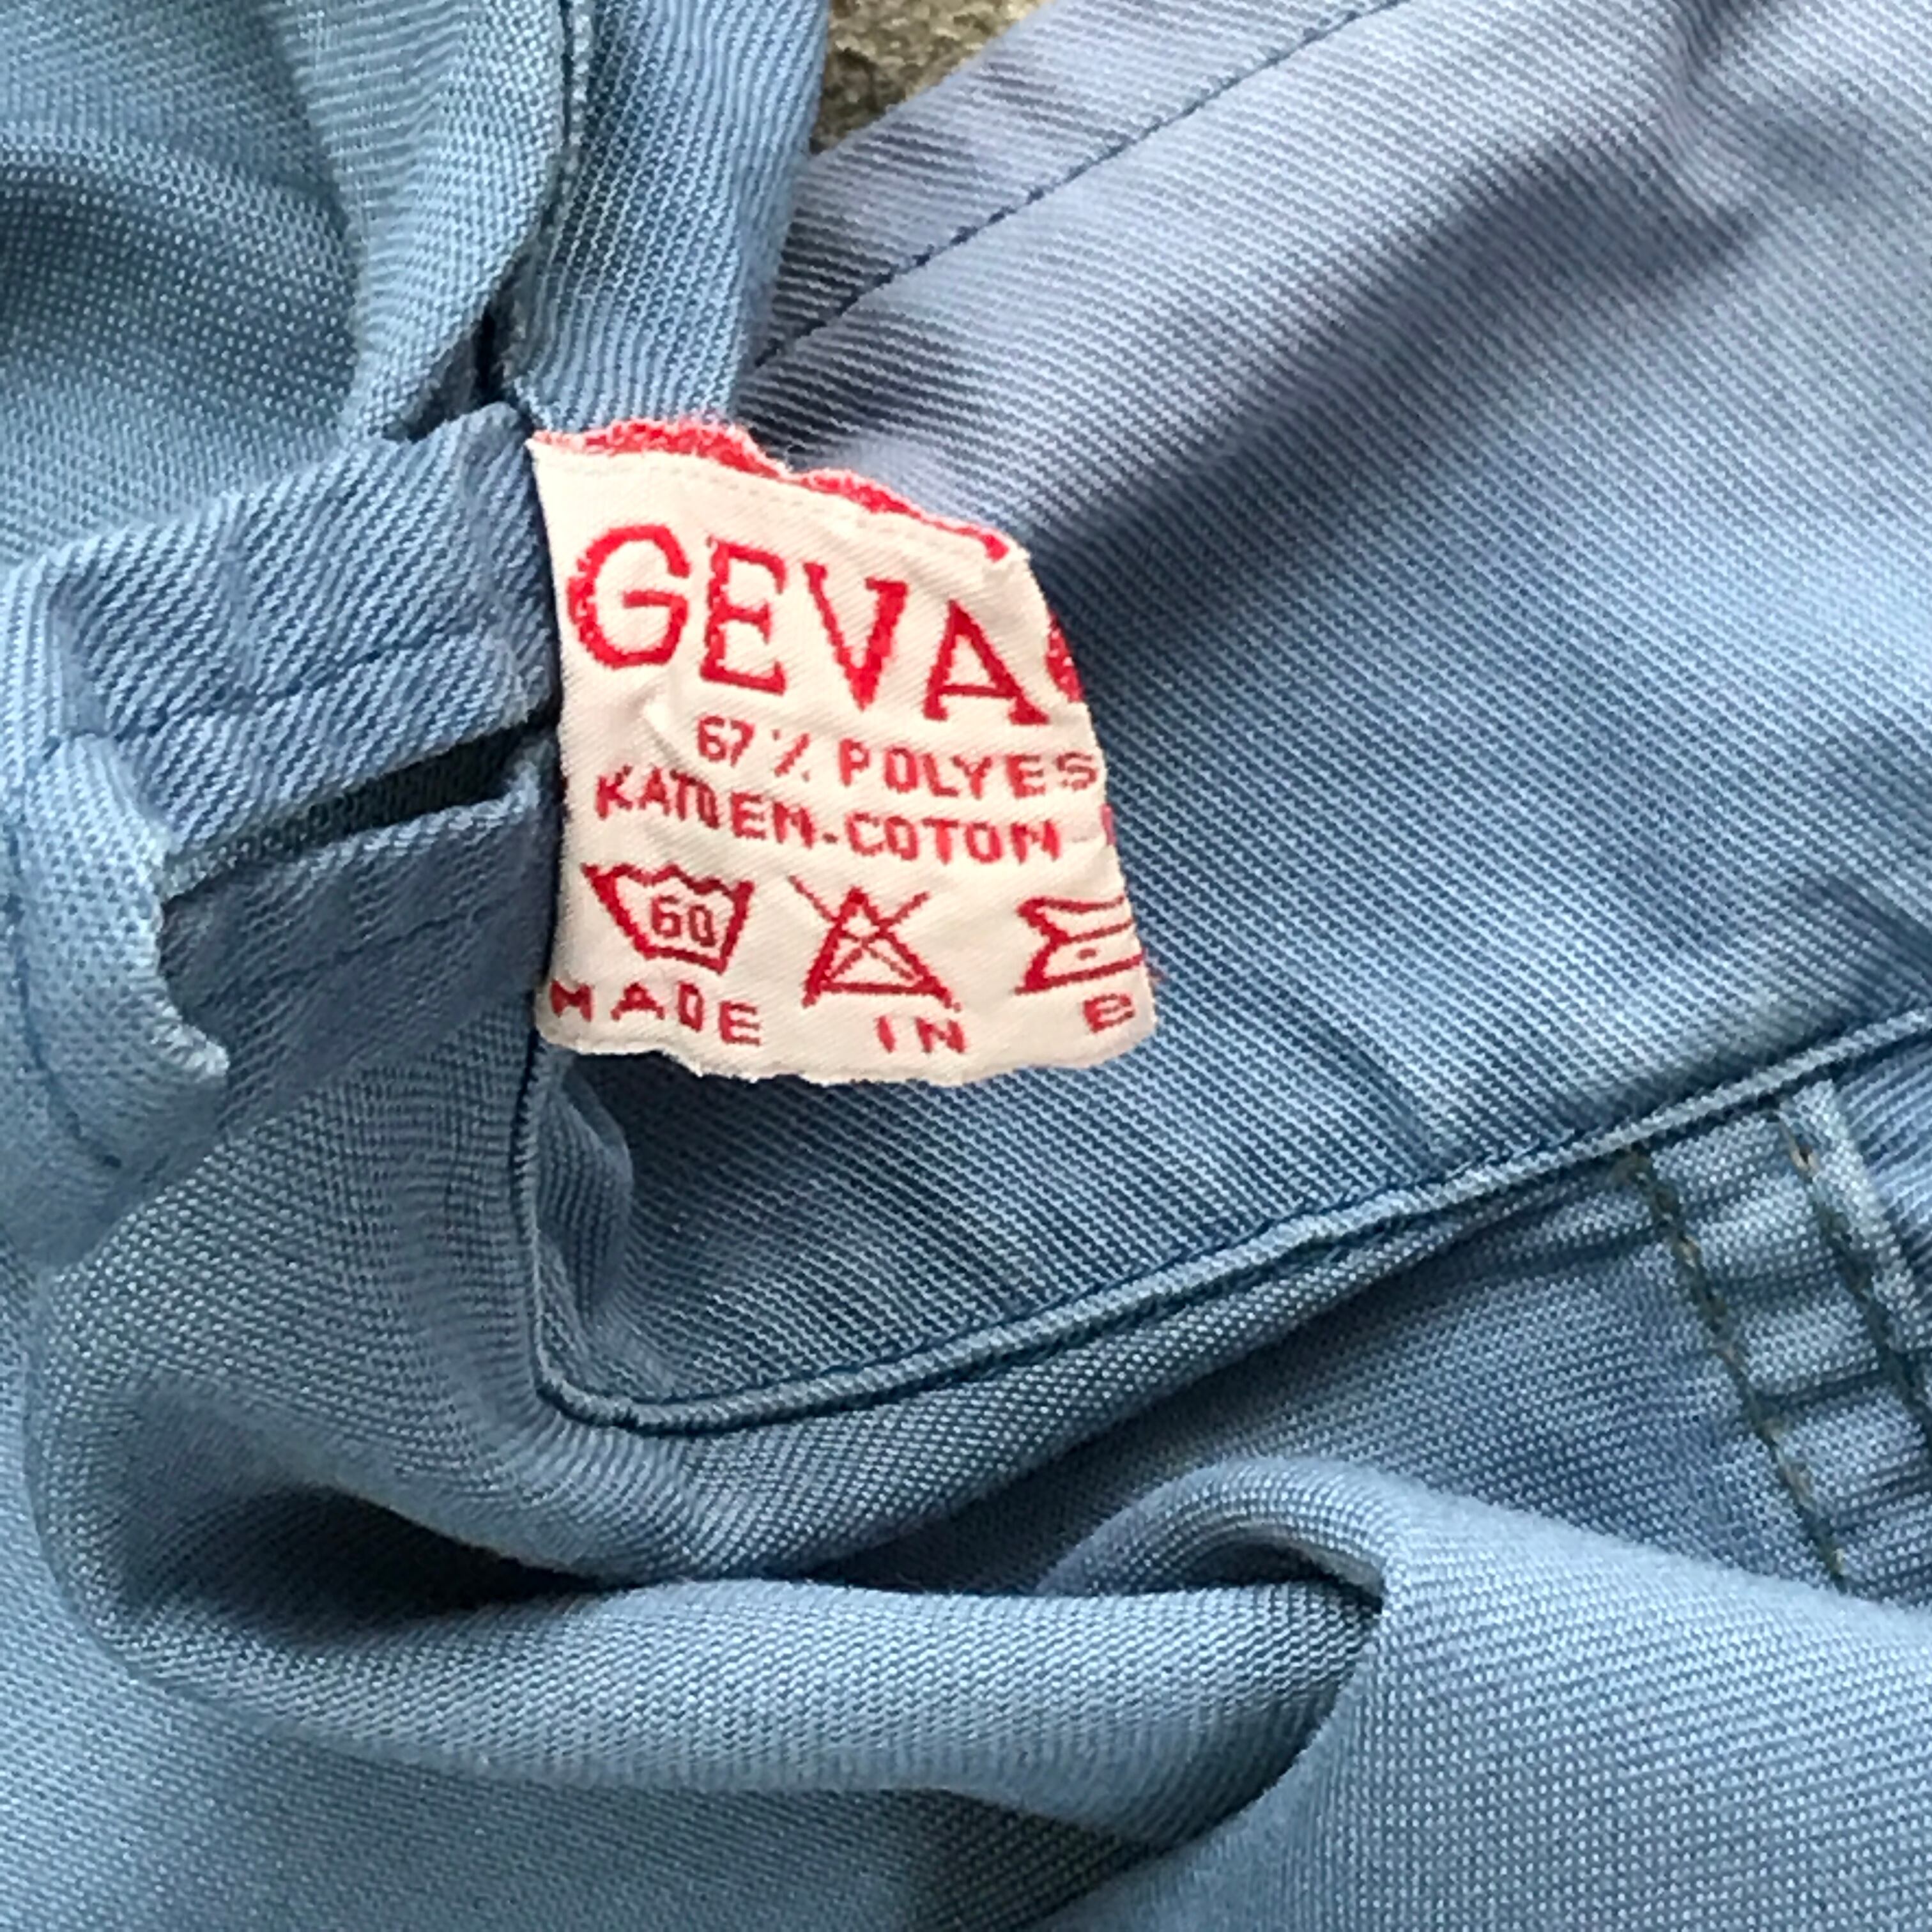 GEVA
67% POLYES
KATOEN-COTON
60
MADE IN B